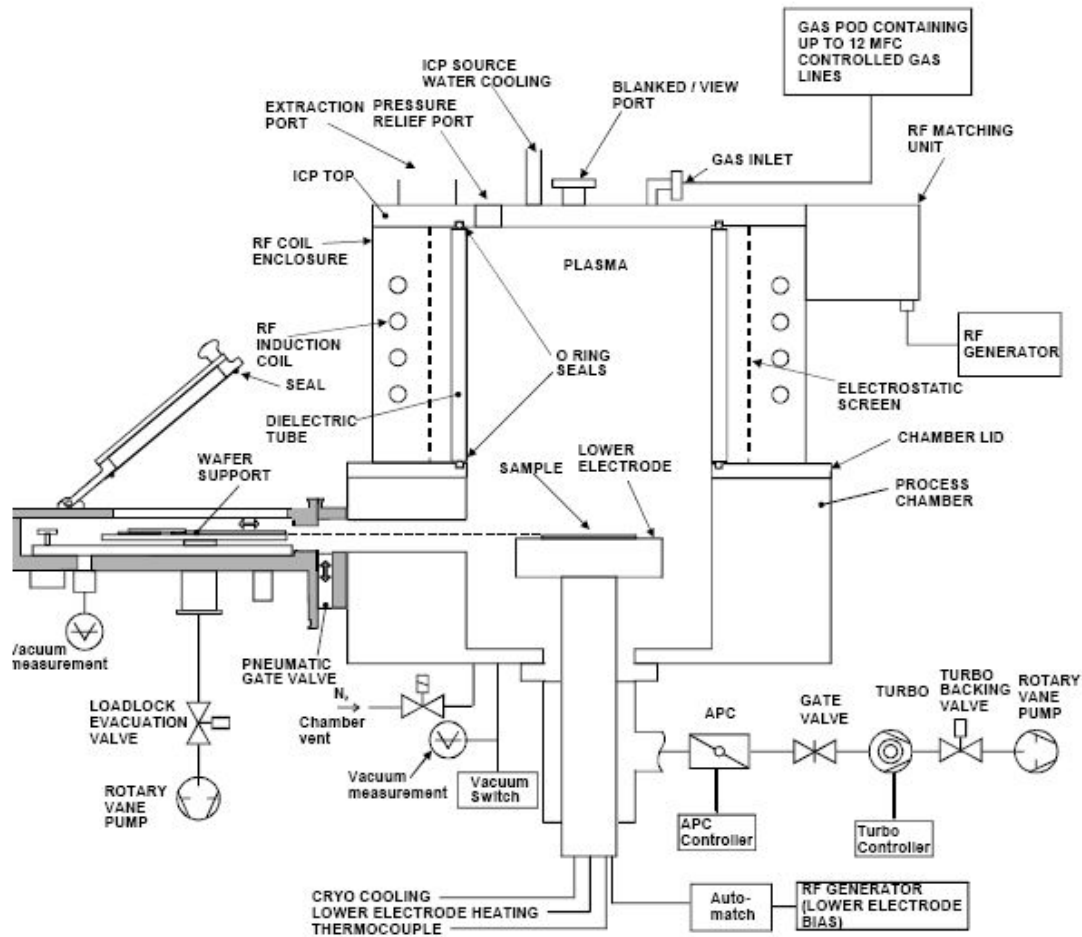 GAS POD CONTAINING
UP TO 12 MFC
CONTROLLED GAS
LINES
ICP SOURCE
WATER COOLING
BLANKED / VIEW
PORT
EXTRACTION
PORT
PRESSURE
RELIEF PORT
RF MATCHING
UNIT
GAS INLET
ICP TOP
RF COIL
ENCLOSURE
PLASMA
RF
INDUCTION
COIL
O RING
SEALS
RF
GENERATOR
SEAL
ELECTROSTATIC
SCREEN
DIELECTRIC
TUBE
CHAMBER LID
WAFER
SUPPORT
SAMPLE
LOWER
ELECTRODE
PROCESS
CHAMBER
Vacuum
measurement
PNEUMATIC
GATE VALVE
N₂
Chamber
vent
LOADLOCK
EVACUATION
VALVE
APC
GATE
VALVE
TURBO
TURBO
BACKING
VALVE
ROTARY
VANE
PUMP
Vacuum
measurement
Vacuum
Switch
ROTARY
VANE
PUMP
APC
Controller
Turbo
Controller
CRYO COOLING
LOWER ELECTRODE HEATING
THERMOCOUPLE
Auto-
match
RF GENERATOR
(LOWER ELECTRODE
BIAS)